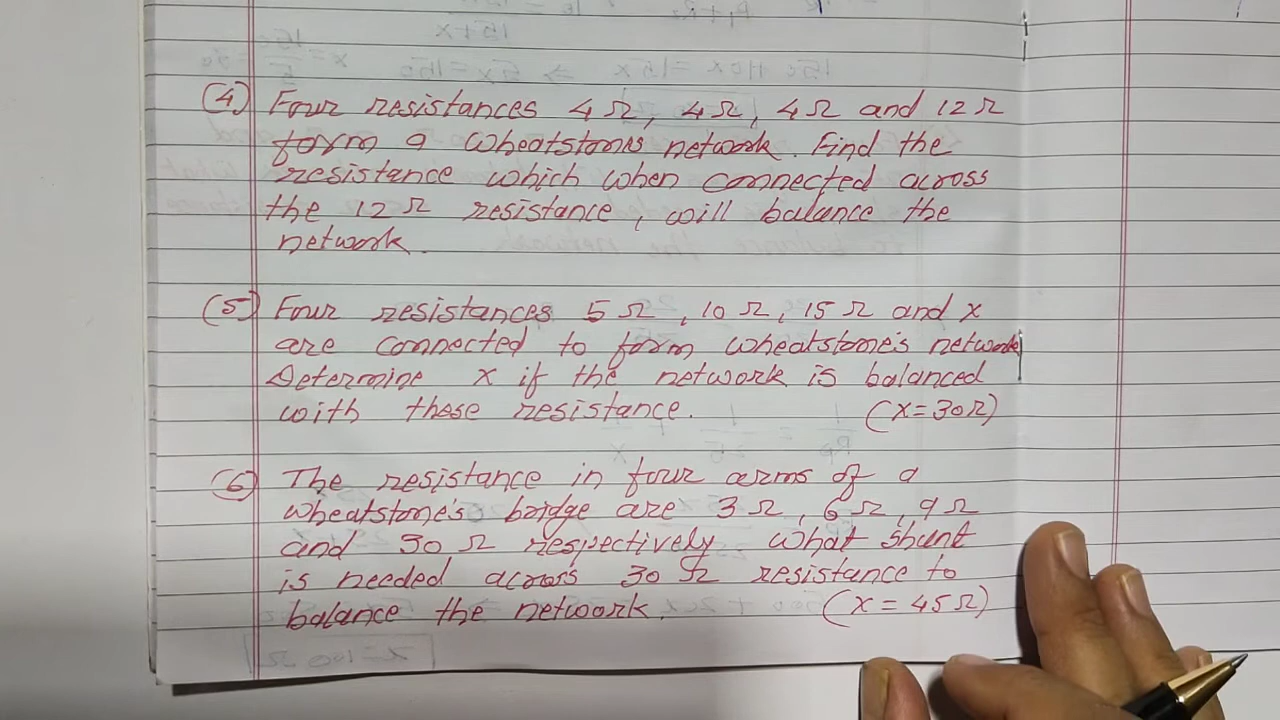 (4) Four resistances 4Ω, 4Ω, 4Ω and 12Ω
form a wheatstones network. Find the
resistance which when connected across
the 12Ω resistance, will balance the
network.
(5) Four resistances 5Ω, 10Ω, 15Ω and x
are connected to form wheatstone's network
Determine x if the network is balanced
with these resistance. (x=30Ω)
(6) The resistance in four arms of a
wheatstone's bridge are 3Ω, 6Ω, 9Ω
and 30Ω respectively what shunt
is needed across 30Ω resistance to
balance the network. (x=45Ω)